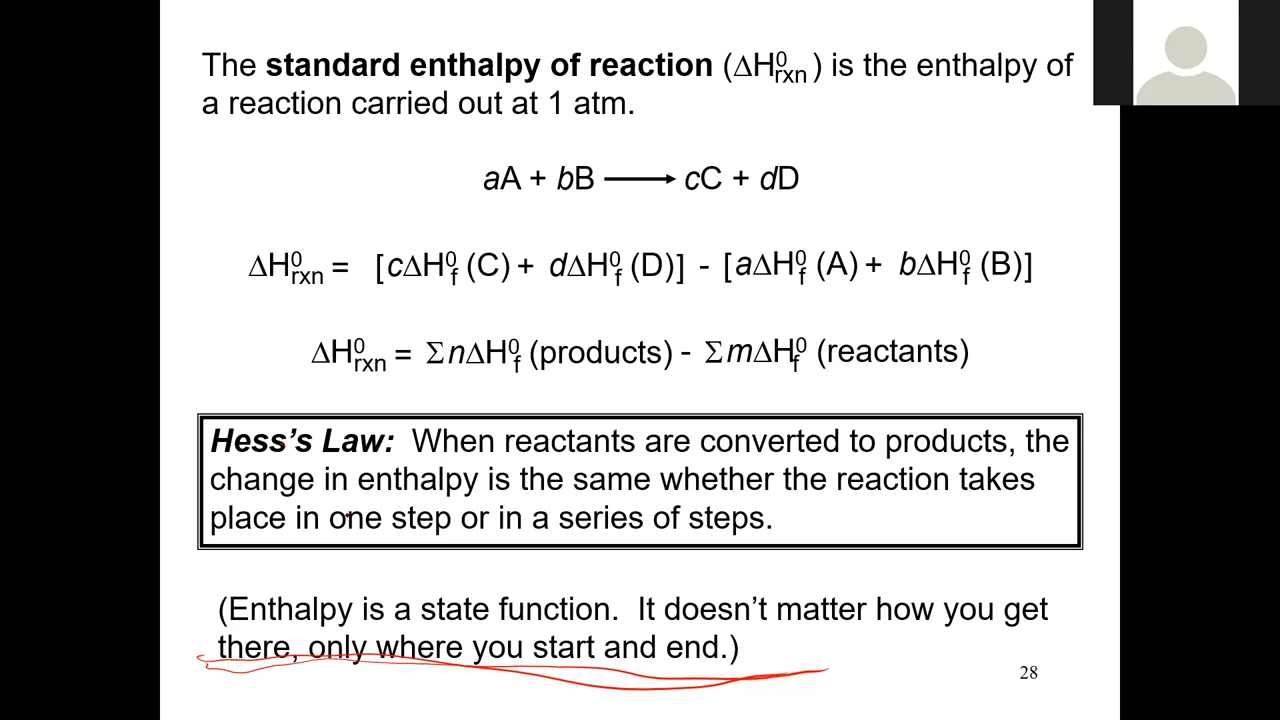 The standard enthalpy of reaction (ΔH⁰rxn) is the enthalpy of
a reaction carried out at 1 atm.
aA + bB ⟶ cC + dD
ΔH⁰rxn = [cΔH⁰f (C) + dΔH⁰f (D)] - [aΔH⁰f (A) + bΔH⁰f (B)]
ΔH⁰rxn = Σ nΔH⁰f (products) - Σ mΔH⁰f (reactants)
Hess’s Law: When reactants are converted to products, the
change in enthalpy is the same whether the reaction takes
place in one step or in a series of steps.
(Enthalpy is a state function. It doesn’t matter how you get
there, only where you start and end.)
28